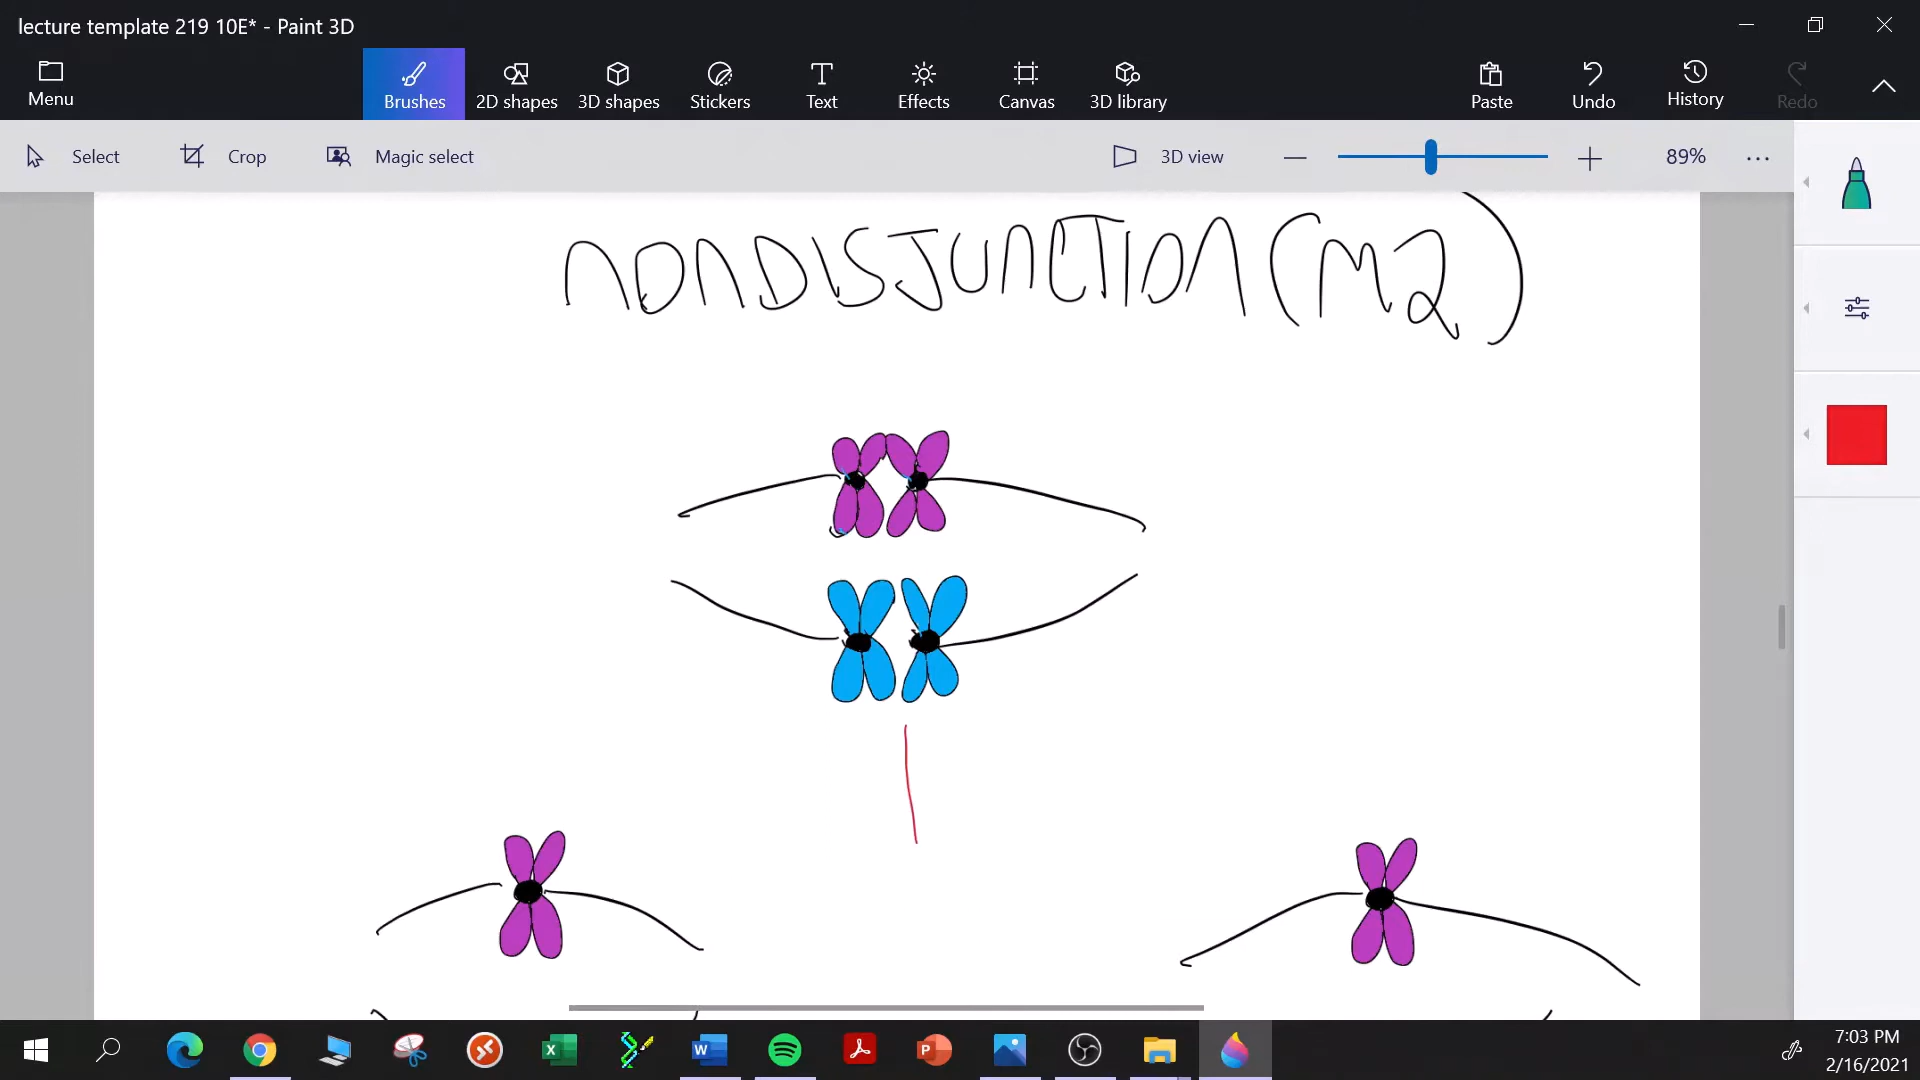 lecture template 219 10E* - Paint 3D
Menu
Brushes
2D shapes
3D shapes
Stickers
Text
Effects
Canvas
3D library
Paste
Undo
History
Redo
Select
Crop
Magic select
3D view
89%
NONDISJUNCTION (M2)
7:03 PM
2/16/2021